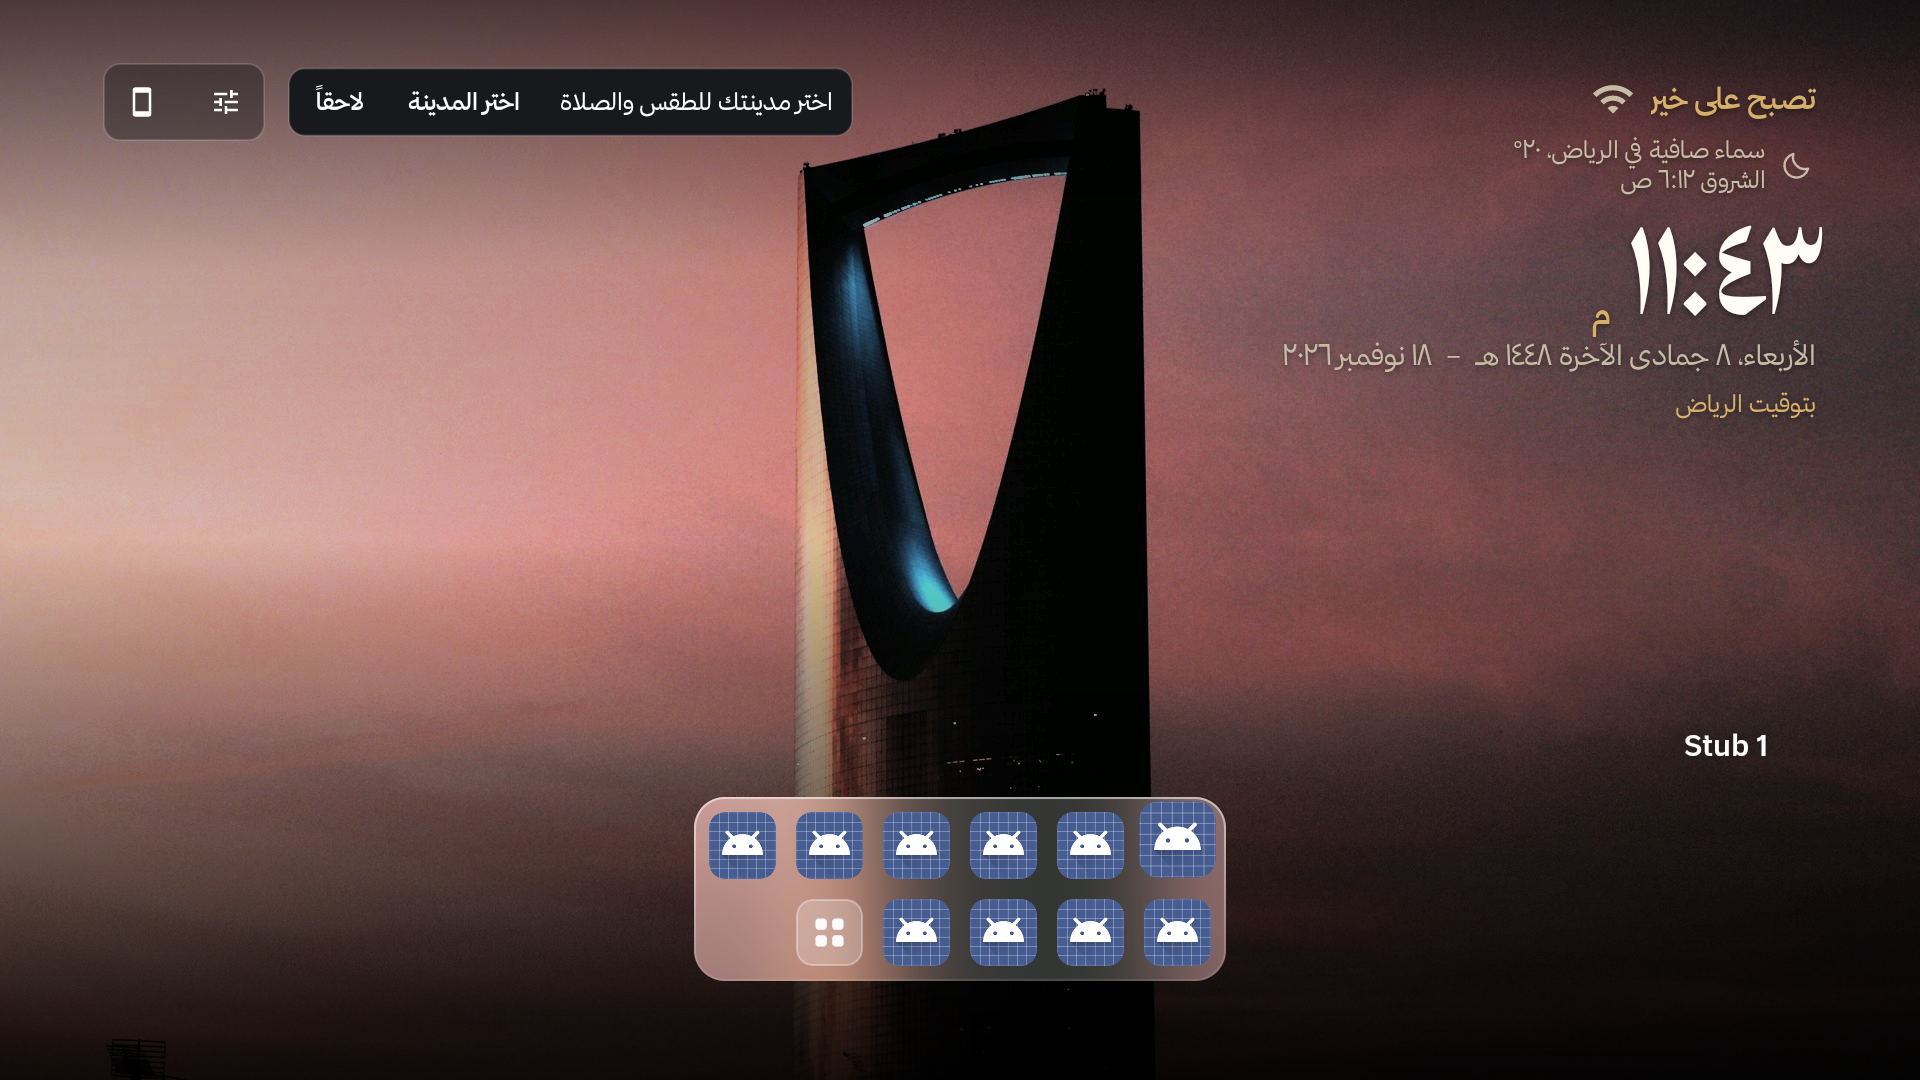 تصبح على خير
سماء صافية في الرياض، ٢٠°
الشروق ٦:١٢ ص
١١:٤٣ م
الأربعاء، ٨ جمادى الآخرة ١٤٤٨ هـ – ١٨ نوفمبر ٢٠٢٦
بتوقيت الرياض
اختر مدينتك للطقس والصلاة اختر المدينة لاحقاً
Stub 1